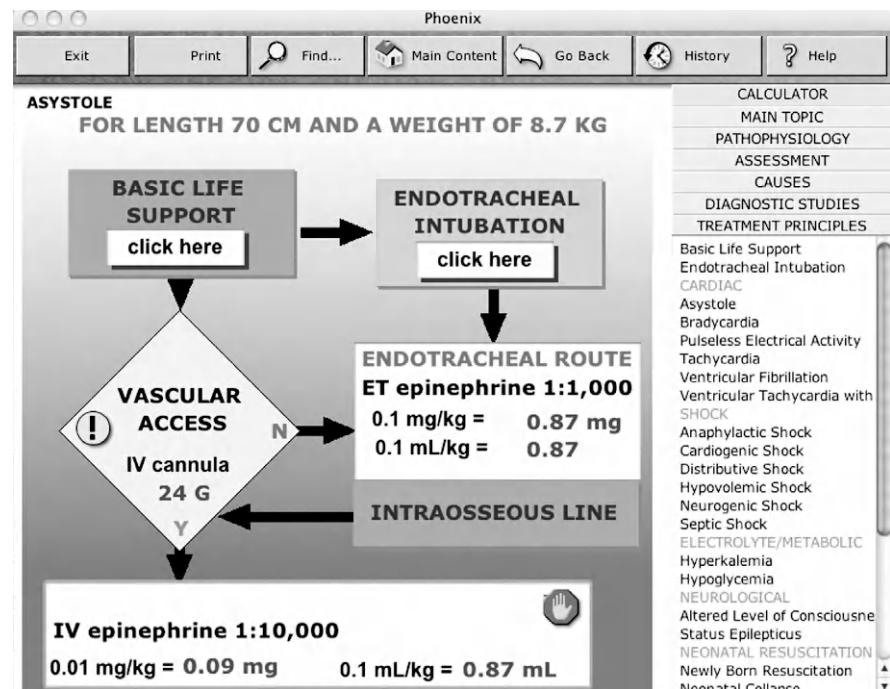 Phoenix
Exit
Print
Find...
Main Content
Go Back
History
Help
ASYSTOLE
FOR LENGTH 70 CM AND A WEIGHT OF 8.7 KG
BASIC LIFE
SUPPORT
click here
ENDOTRACHEAL
INTUBATION
click here
VASCULAR
ACCESS
IV cannula
24 G
N
Y
ENDOTRACHEAL ROUTE
ET epinephrine 1:1,000
0.1 mg/kg = 0.87 mg
0.1 mL/kg = 0.87
INTRAOSSEOUS LINE
IV epinephrine 1:10,000
0.01 mg/kg = 0.09 mg 0.1 mL/kg = 0.87 mL
CALCULATOR
MAIN TOPIC
PATHOPHYSIOLOGY
ASSESSMENT
CAUSES
DIAGNOSTIC STUDIES
TREATMENT PRINCIPLES
Basic Life Support
Endotracheal Intubation
CARDIAC
Asystole
Bradycardia
Pulseless Electrical Activity
Tachycardia
Ventricular Fibrillation
Ventricular Tachycardia with
SHOCK
Anaphylactic Shock
Cardiogenic Shock
Distributive Shock
Hypovolemic Shock
Neurogenic Shock
Septic Shock
ELECTROLYTE/METABOLIC
Hyperkalemia
Hypoglycemia
NEUROLOGICAL
Altered Level of Consciousne
Status Epilepticus
NEONATAL RESUSCITATION
Newly Born Resuscitation
Neonatal Collapse